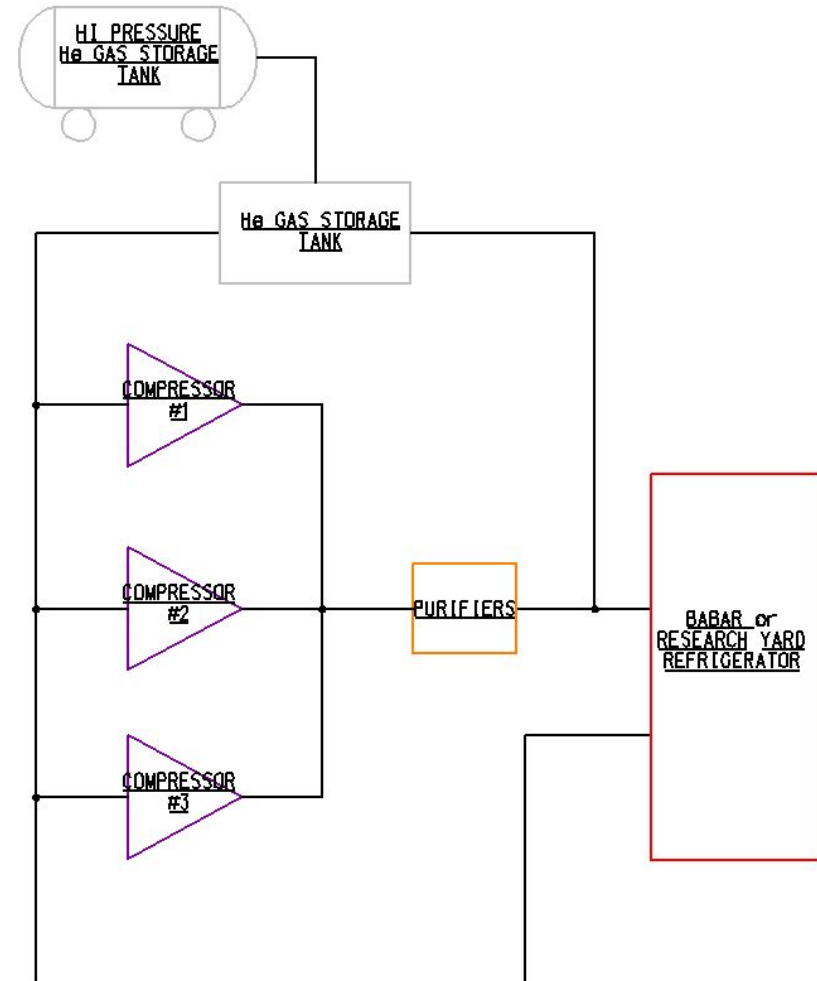 HI PRESSURE
He GAS STORAGE
TANK
He GAS STORAGE
TANK
COMPRESSOR
#1
COMPRESSOR
#2
PURIFIERS
BABAR or
RESEARCH YARD
REFRIGERATOR
COMPRESSOR
#3